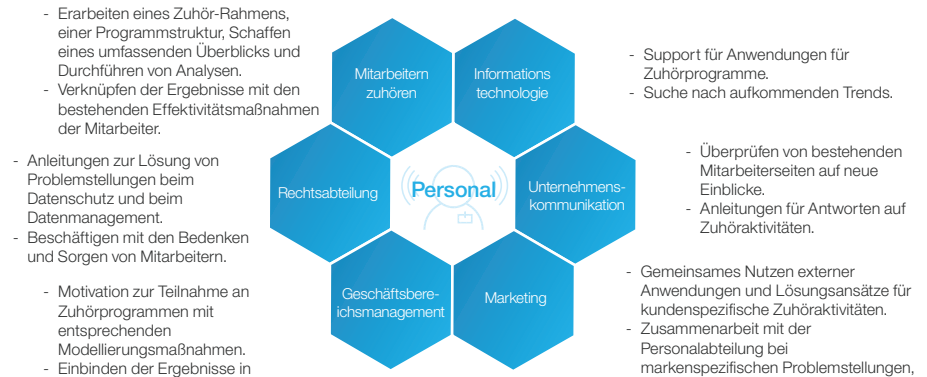 - Erarbeiten eines Zuhör-Rahmens,
einer Programmstruktur, Schaffen
eines umfassenden Überblicks und
Durchführen von Analysen.
- Verknüpfen der Ergebnisse mit den
bestehenden Effektivitätsmaßnahmen
der Mitarbeiter.
Mitarbeitern
zuhören
Informations
technologie
- Support für Anwendungen für
Zuhörprogramme.
- Suche nach aufkommenden Trends.
- Anleitungen zur Lösung von
Problemstellungen beim
Datenschutz und beim
Datenmanagement.
- Beschäftigen mit den Bedenken
und Sorgen von Mitarbeitern.
Rechtsabteilung
Personal
Unternehmens-
kommunikation
- Überprüfen von bestehenden
Mitarbeiterseiten auf neue
Einblicke.
- Anleitungen für Antworten auf
Zuhöraktivitäten.
- Motivation zur Teilnahme an
Zuhörprogrammen mit
entsprechenden
Modellierungsmaßnahmen.
- Einbinden der Ergebnisse in
Geschäftsbere-
ichsmanagement
Marketing
- Gemeinsames Nutzen externer
Anwendungen und Lösungsansätze für
kundenspezifische Zuhöraktivitäten.
- Zusammenarbeit mit der
Personalabteilung bei
markenspezifischen Problemstellungen,